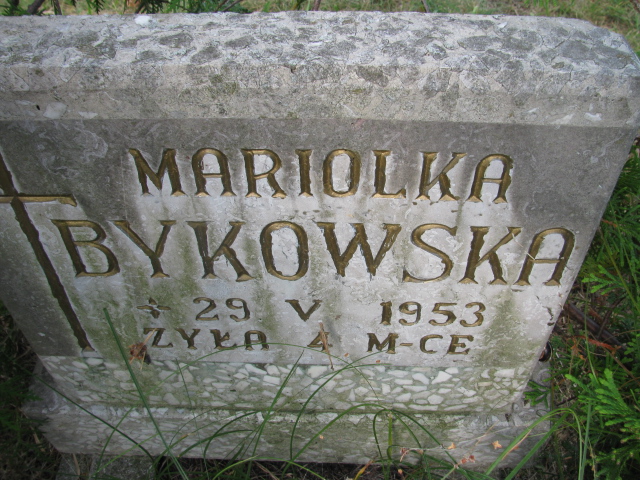 MARIOLKA
BYKOWSKA
+ 29 V 1953
ŻYŁA 4 M-CE